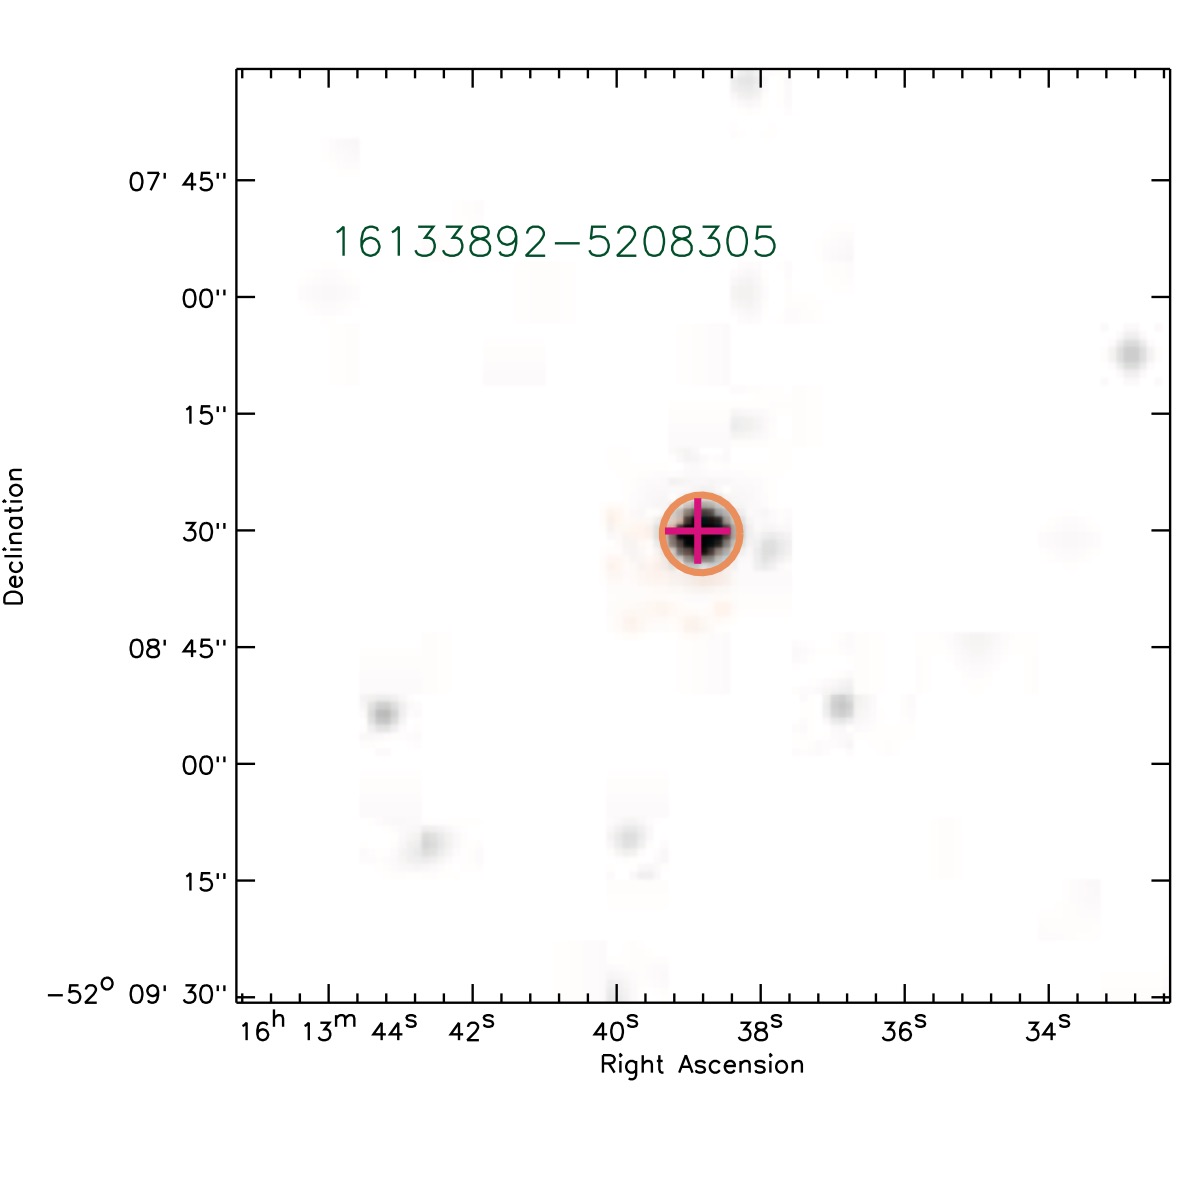 16133892-5208305
07' 45"
00"
15"
30"
08' 45"
00"
15"
-52° 09' 30"
16h 13m 44s 42s 40s 38s 36s 34s
Right Ascension
Declination